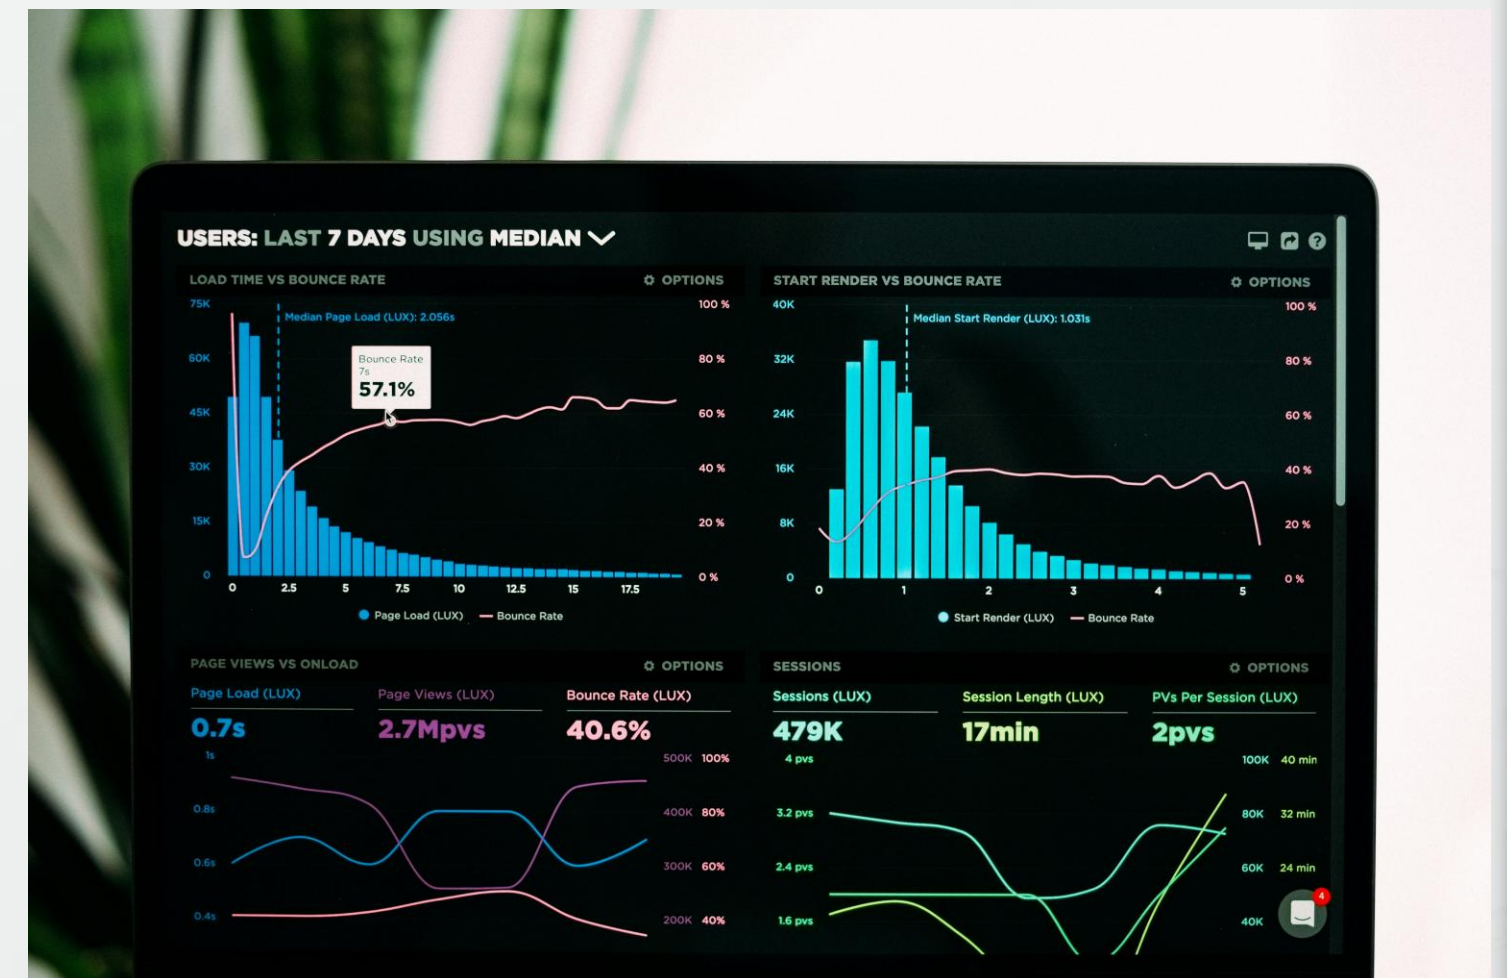 USERS: LAST 7 DAYS USING MEDIAN
?
LOAD TIME VS BOUNCE RATE
OPTIONS
75K
60K
45K
30K
15K
0
100 %
80 %
60 %
40 %
20 %
0 %
Median Page Load (LUX): 2.056s
Bounce Rate
7s
57.1%
0 2.5 5 7.5 10 12.5 15 17.5
Page Load (LUX) Bounce Rate
START RENDER VS BOUNCE RATE
OPTIONS
40K
32K
24K
16K
8K
0
100 %
80 %
60 %
40 %
20 %
0 %
Median Start Render (LUX): 1.031s
0 1 2 3 4 5
Start Render (LUX) Bounce Rate
PAGE VIEWS VS ONLOAD
OPTIONS
Page Load (LUX)
0.7s
Page Views (LUX)
2.7Mpvs
Bounce Rate (LUX)
40.6%
1s
0.8s
0.6s
0.4s
500K 100%
400K 80%
300K 60%
200K 40%
SESSIONS
OPTIONS
Sessions (LUX)
479K
Session Length (LUX)
17min
PVs Per Session (LUX)
2pvs
4 pvs
3.2 pvs
2.4 pvs
1.6 pvs
100K 40 min
80K 32 min
60K 24 min
40K
4